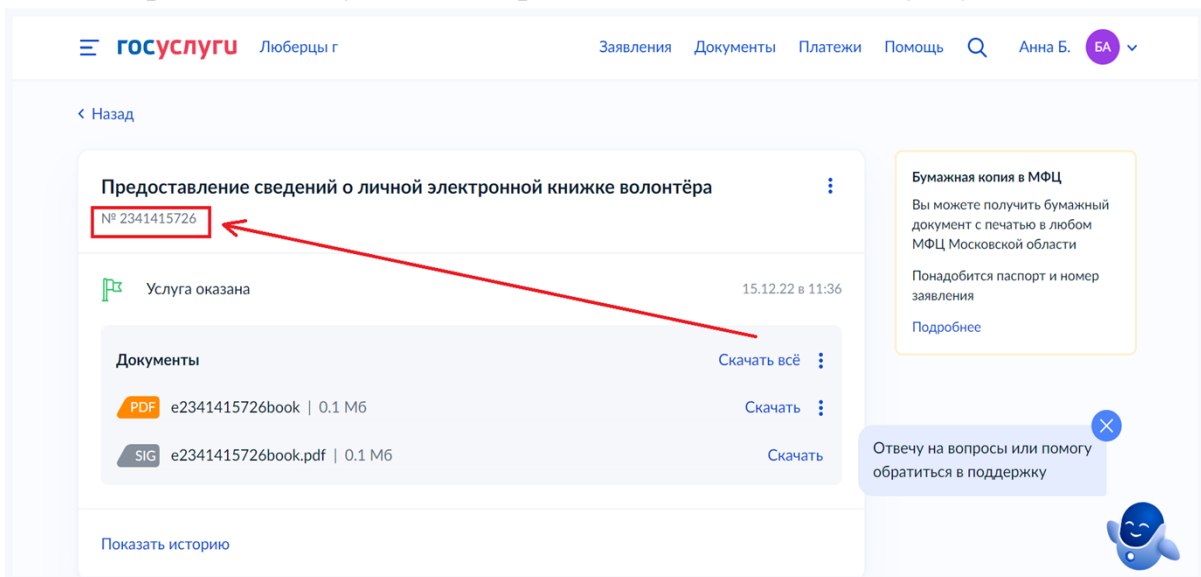 госуслуги Люберцы г Заявления Документы Платежи Помощь Анна Б. БА
Назад
Предоставление сведений о личной электронной книжке волонтёра
№ 2341415726
Услуга оказана 15.12.22 в 11:36
Документы Скачать всё
PDF e2341415726book | 0.1 Мб Скачать
SIG e2341415726book.pdf | 0.1 Мб Скачать
Показать историю
Бумажная копия в МФЦ
Вы можете получить бумажный
документ с печатью в любом
МФЦ Московской области
Понадобится паспорт и номер
заявления
Подробнее
Отвечу на вопросы или помогу
обратиться в поддержку